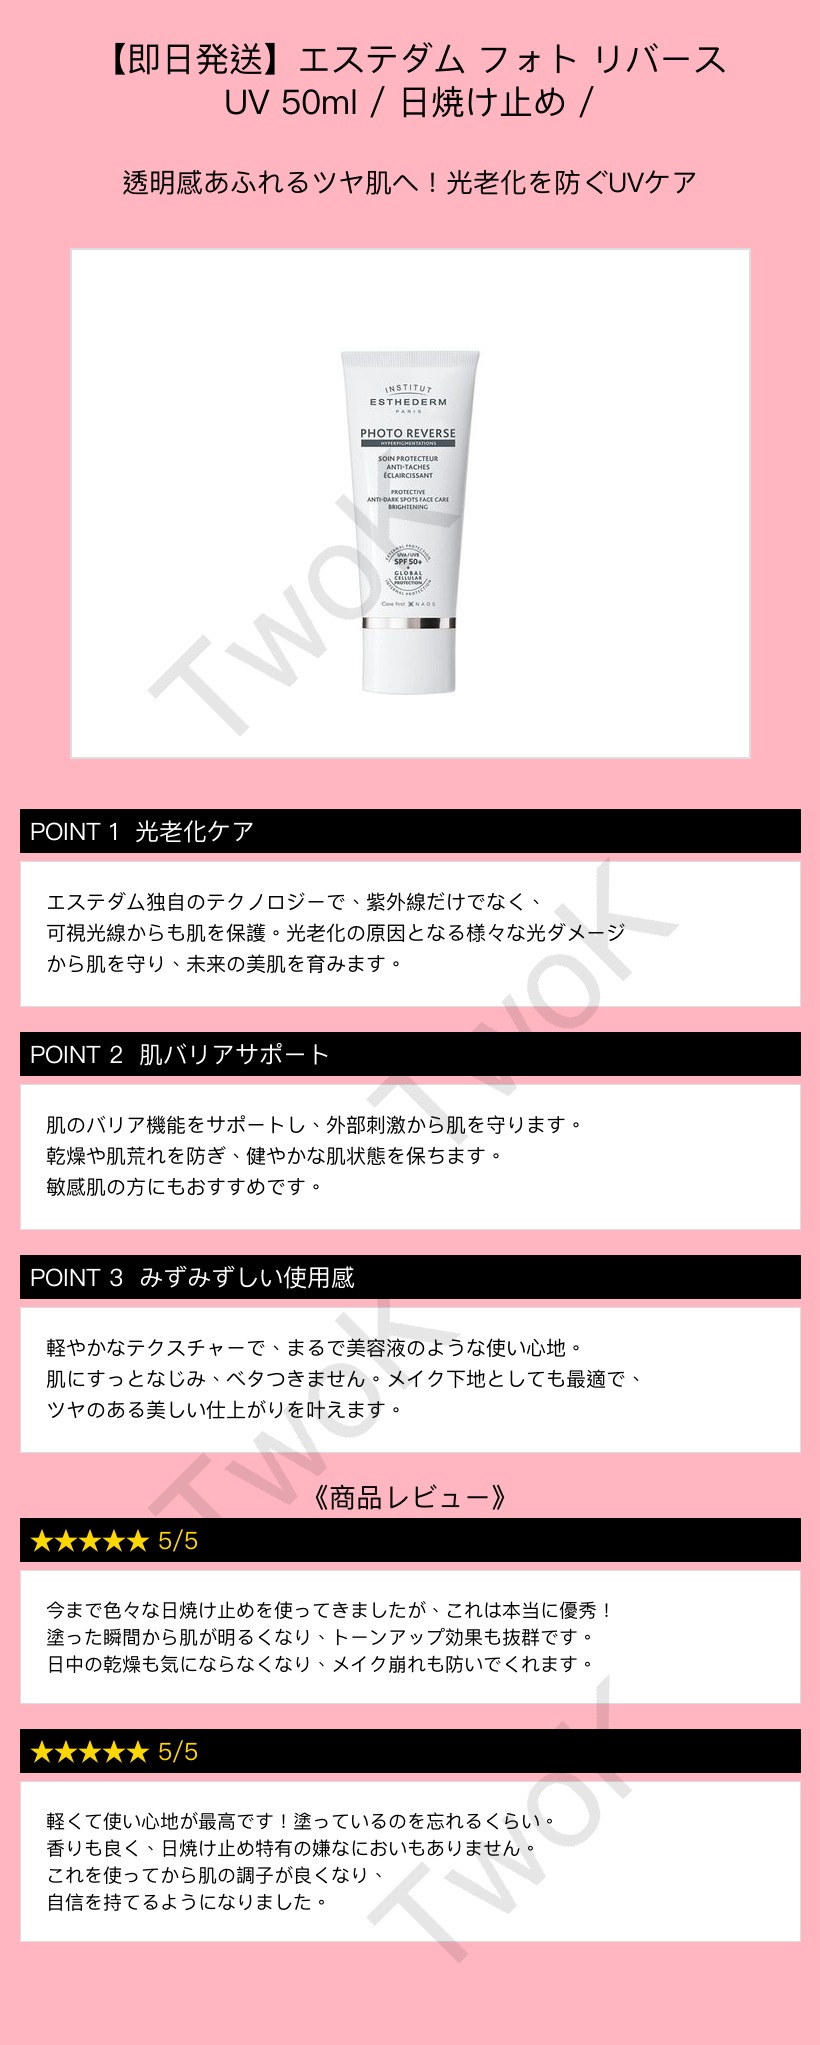 【即日発送】エステダム フォト リバース
UV 50ml / 日焼け止め /
透明感あふれるツヤ肌へ！光老化を防ぐUVケア
INSTITUT
ESTHEDERM
PARIS
PHOTO REVERSE
HYPERPIGMENTATIONS
SOIN PROTECTEUR
ANTI-TACHES
ÉCLAIRCISSANT
PROTECTIVE
ANTI-DARK SPOTS FACE CARE
BRIGHTENING
EXTERNAL PROTECTION
UVA/UVB
SPF 50+
+
GLOBAL
CELLULAR
PROTECTION
INTERNAL PROTECTION
Care first. NAOS
TwoK
POINT 1 光老化ケア
エステダム独自のテクノロジーで、紫外線だけでなく、
可視光線からも肌を保護。光老化の原因となる様々な光ダメージ
から肌を守り、未来の美肌を育みます。
TwoK
POINT 2 肌バリアサポート
肌のバリア機能をサポートし、外部刺激から肌を守ります。
乾燥や肌荒れを防ぎ、健やかな肌状態を保ちます。
敏感肌の方にもおすすめです。
POINT 3 みずみずしい使用感
軽やかなテクスチャーで、まるで美容液のような使い心地。
肌にすっとなじみ、ベタつきません。メイク下地としても最適で、
ツヤのある美しい仕上がりを叶えます。
TwoK
《商品レビュー》
★★★★★ 5/5
今まで色々な日焼け止めを使ってきましたが、これは本当に優秀！
塗った瞬間から肌が明るくなり、トーンアップ効果も抜群です。
日中の乾燥も気にならなくなり、メイク崩れも防いでくれます。
★★★★★ 5/5
軽くて使い心地が最高です！塗っているのを忘れるくらい。
香りも良く、日焼け止め特有の嫌なにおいもありません。
これを使ってから肌の調子が良くなり、
自信を持てるようになりました。
TwoK